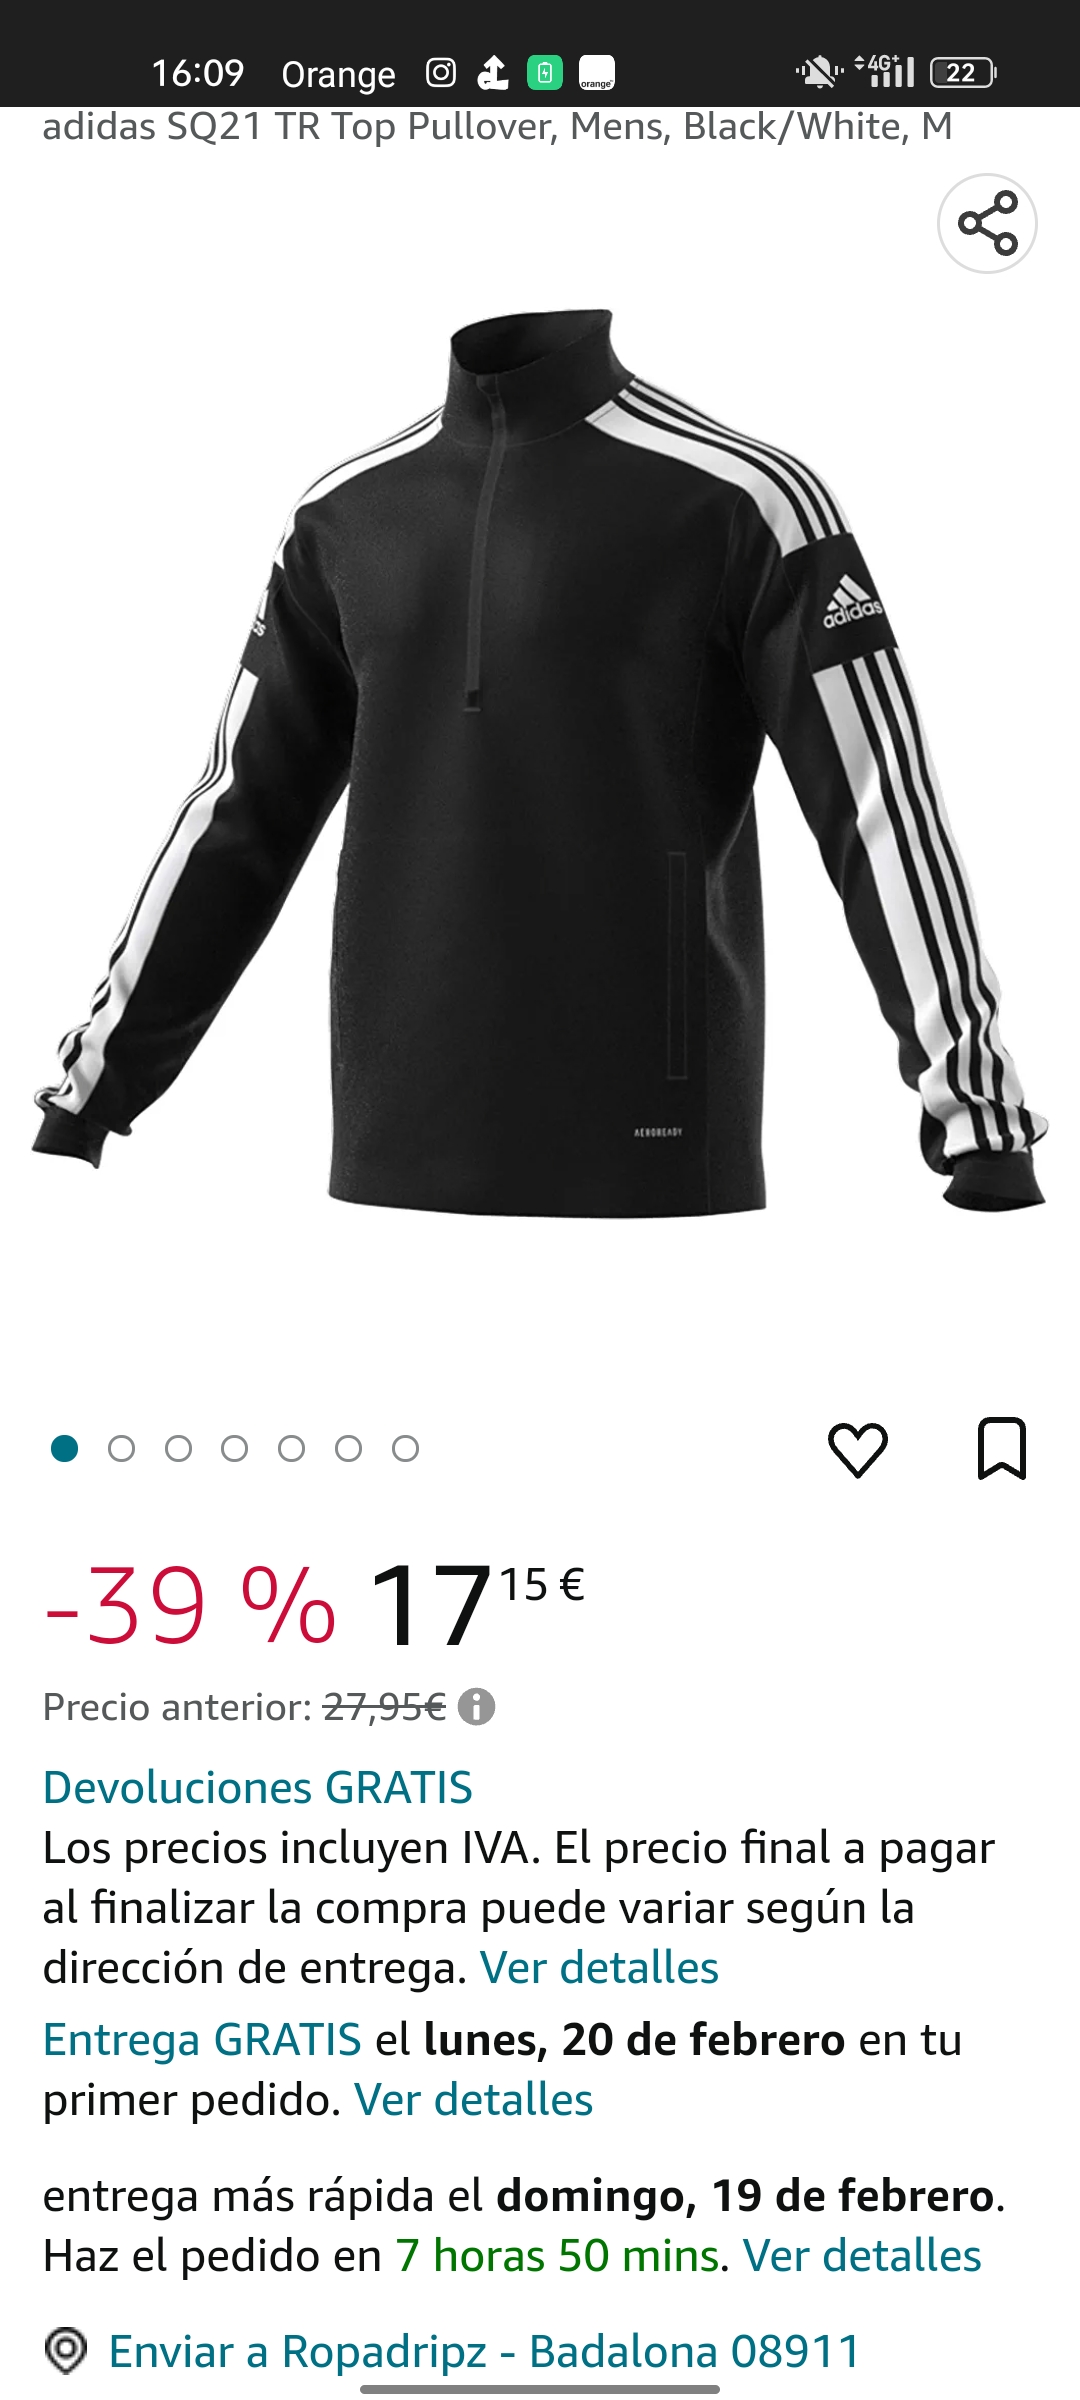 16:09 Orange orange 4G+ 22
adidas SQ21 TR Top Pullover, Mens, Black/White, M
adidas
as
AEROREADY
-39 % 17 15 €
Precio anterior: 27,95€
Devoluciones GRATIS
Los precios incluyen IVA. El precio final a pagar
al finalizar la compra puede variar según la
dirección de entrega. Ver detalles
Entrega GRATIS el lunes, 20 de febrero en tu
primer pedido. Ver detalles
entrega más rápida el domingo, 19 de febrero.
Haz el pedido en 7 horas 50 mins. Ver detalles
Enviar a Ropadripz - Badalona 08911